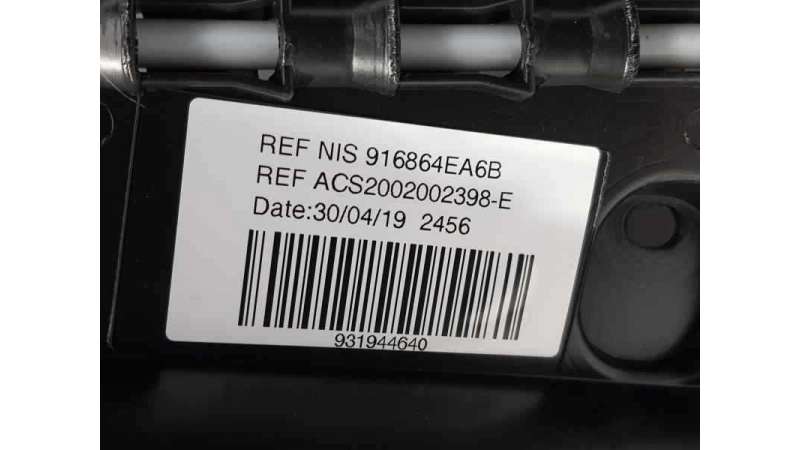 REF NIS 916864EA6B
REF ACS2002002398-E
Date:30/04/19 2456
931944640